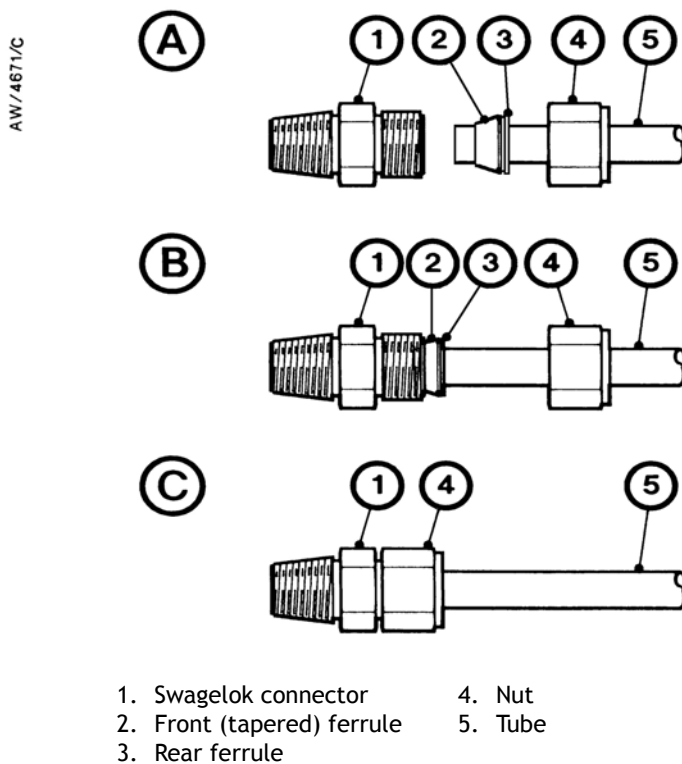 AW/4671/C
A 1 2 3 4 5
B 1 2 3 4 5
C 1 4 5
1. Swagelok connector
2. Front (tapered) ferrule
3. Rear ferrule
4. Nut
5. Tube